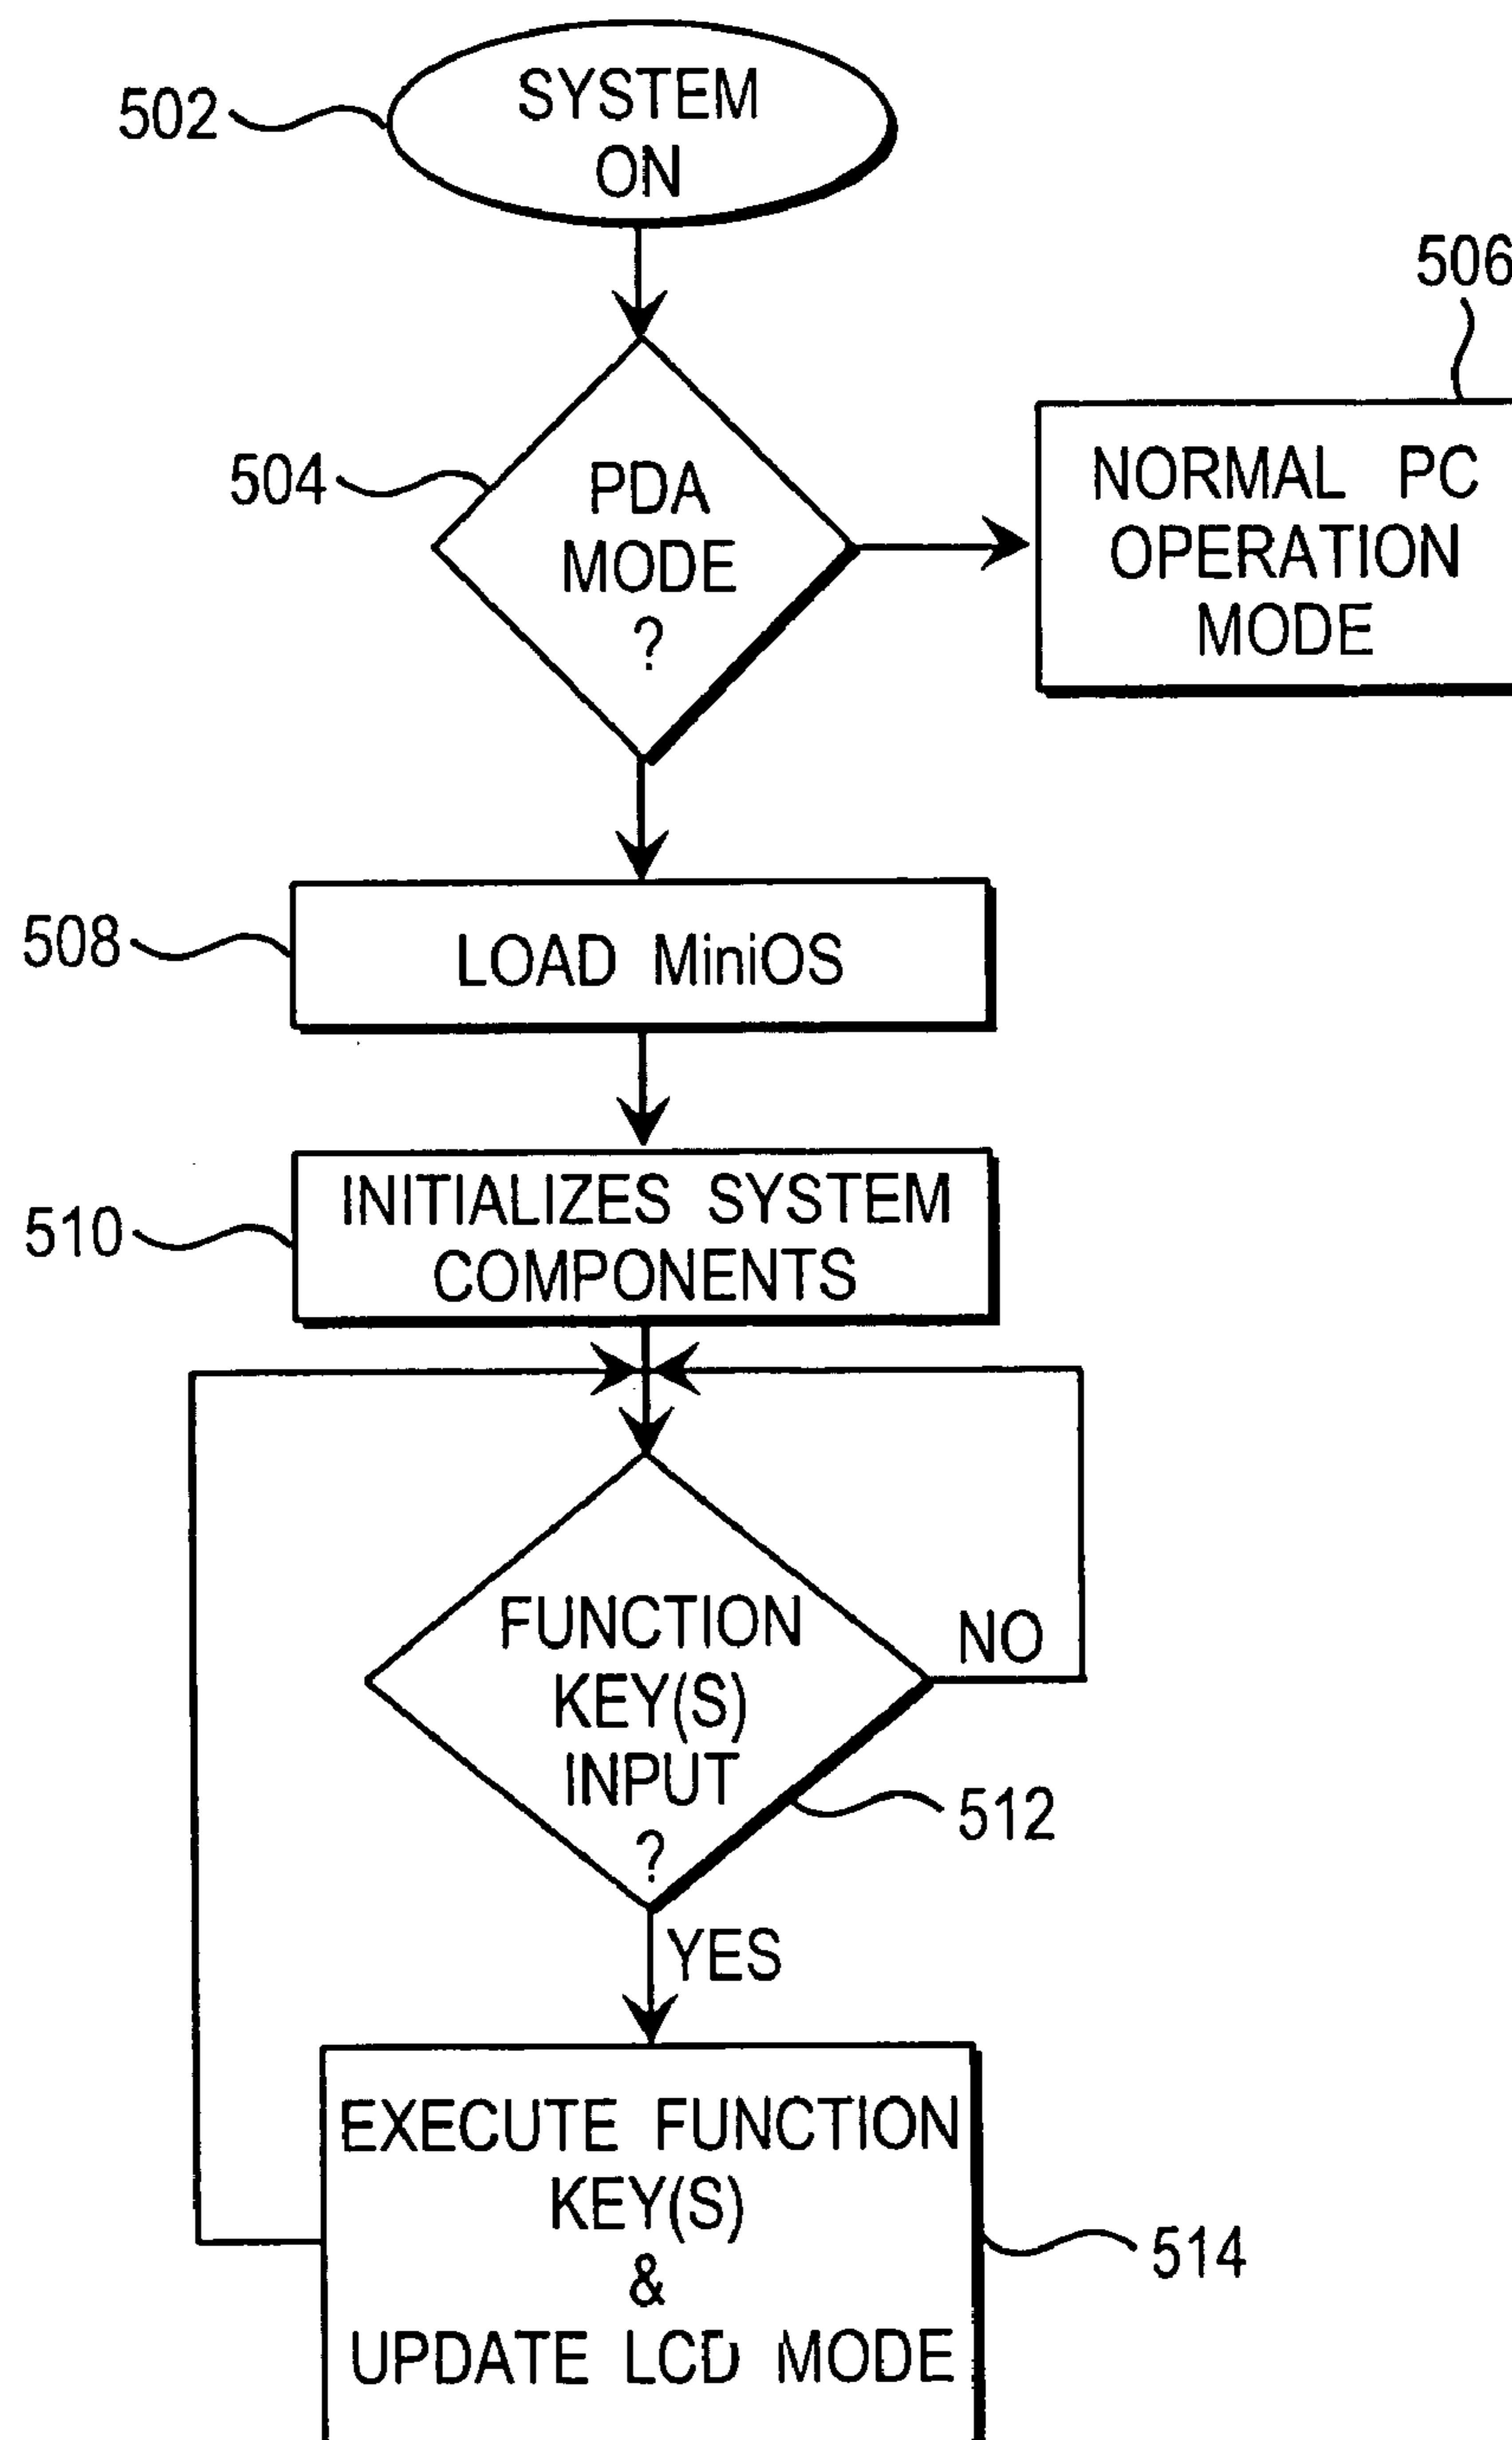 502
SYSTEM
ON
506
504
PDA
MODE
?
NORMAL PC
OPERATION
MODE
508
LOAD MiniOS
510
INITIALIZES SYSTEM
COMPONENTS
FUNCTION
KEY(S)
INPUT
?
NO
512
YES
EXECUTE FUNCTION
KEY(S)
&
UPDATE LCD MODE
514